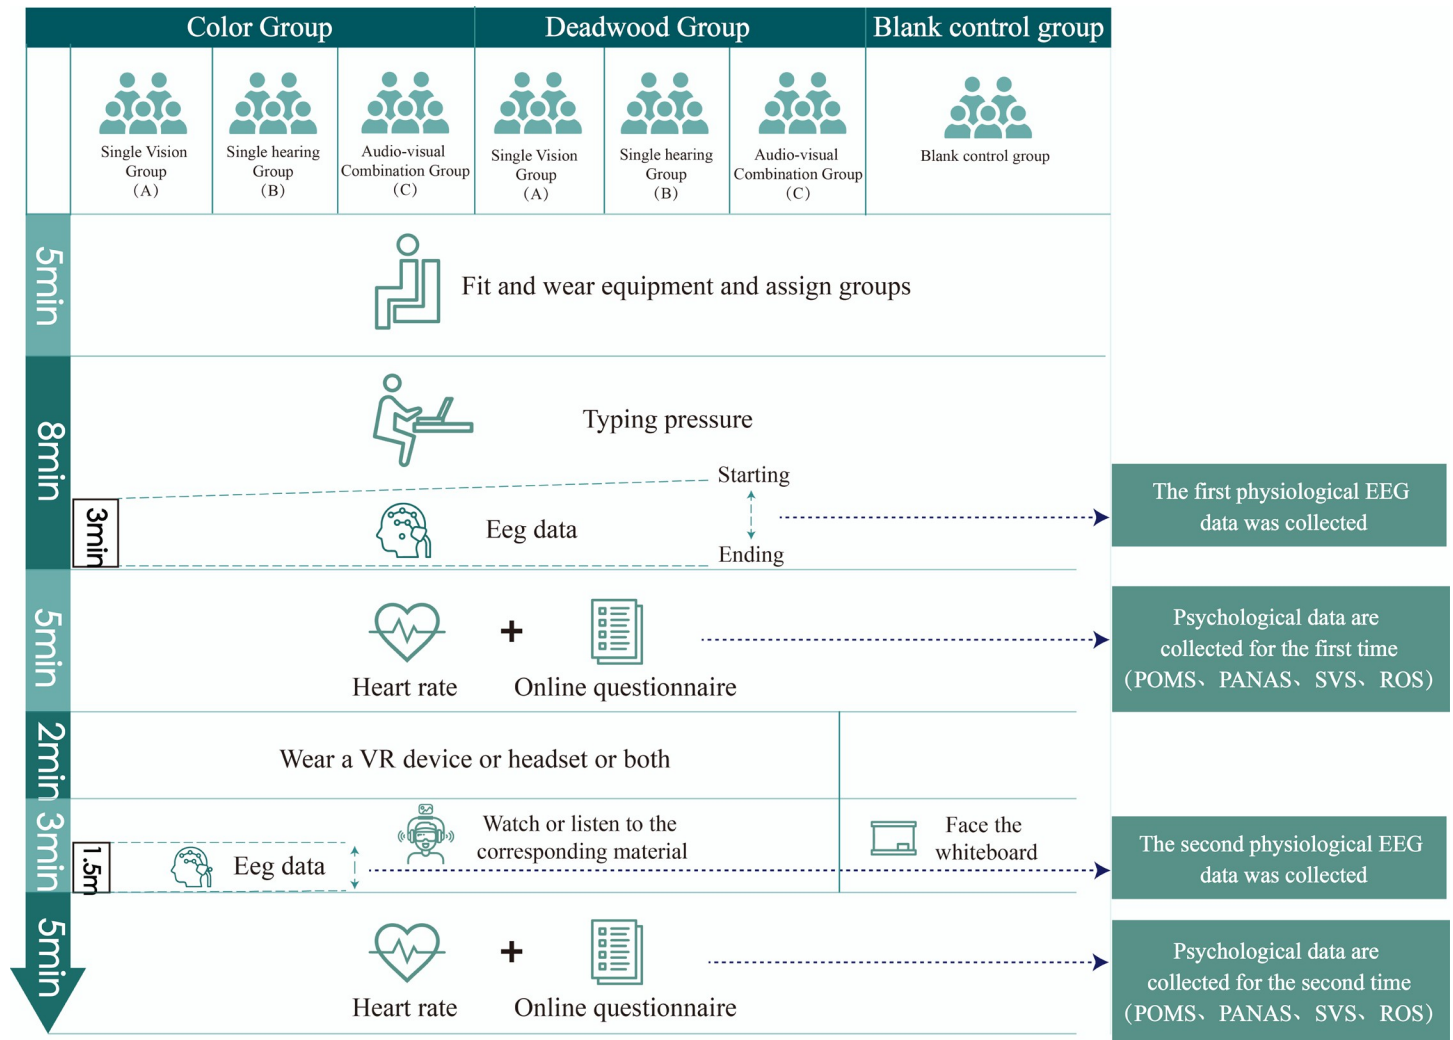 Color Group
Deadwood Group
Blank control group
Single Vision
Group
（A）
Single hearing
Group
（B）
Audio-visual
Combination Group
（C）
Single Vision
Group
（A）
Single hearing
Group
（B）
Audio-visual
Combination Group
（C）
Blank control group
5min
Fit and wear equipment and assign groups
8min
Typing pressure
3min
Starting
Eeg data
Ending
The first physiological EEG
data was collected
5min
Heart rate
+
Online questionnaire
Psychological data are
collected for the first time
（POMS、PANAS、SVS、ROS）
2min
Wear a VR device or headset or both
3min
1.5m
Eeg data
Watch or listen to the
corresponding material
Face the
whiteboard
The second physiological EEG
data was collected
5min
Heart rate
+
Online questionnaire
Psychological data are
collected for the second time
（POMS、PANAS、SVS、ROS）